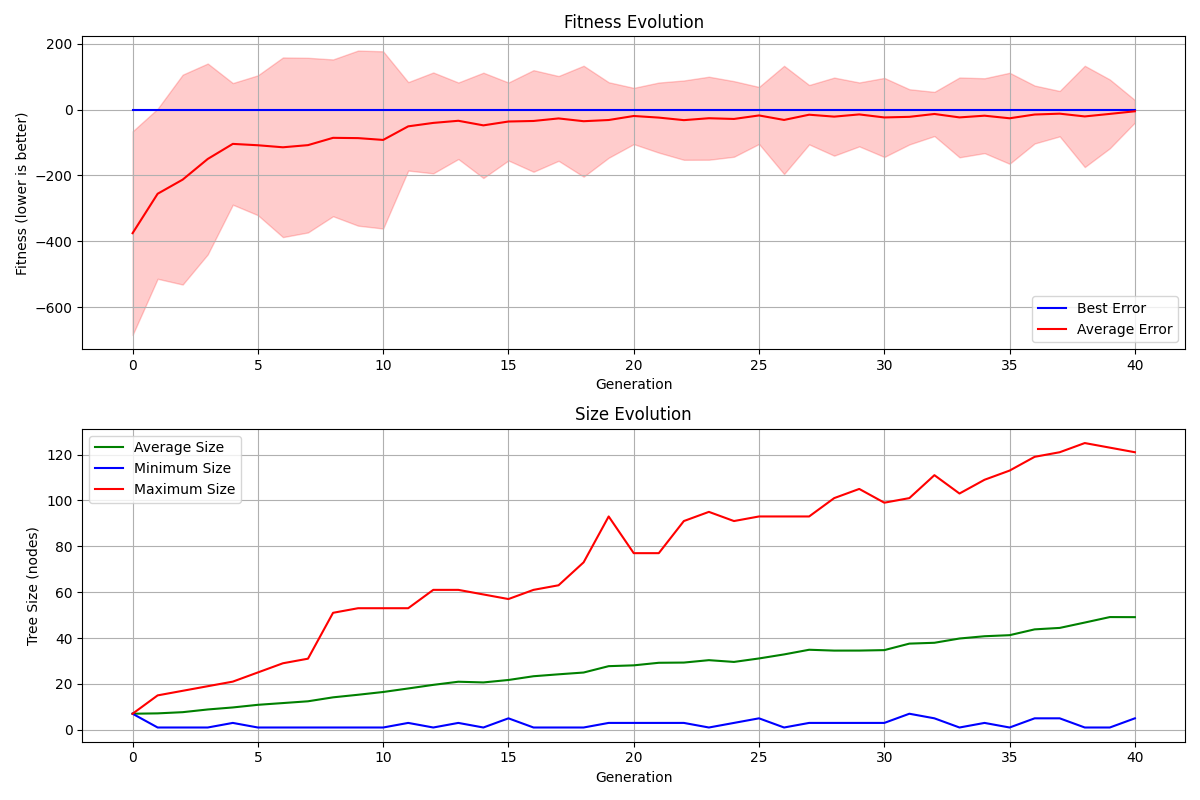 Fitness Evolution
Fitness (lower is better)
200
0
−200
−400
−600
Best Error
Average Error
0 5 10 15 20 25 30 35 40
Generation
Size Evolution
Tree Size (nodes)
120
100
80
60
40
20
0
Average Size
Minimum Size
Maximum Size
0 5 10 15 20 25 30 35 40
Generation